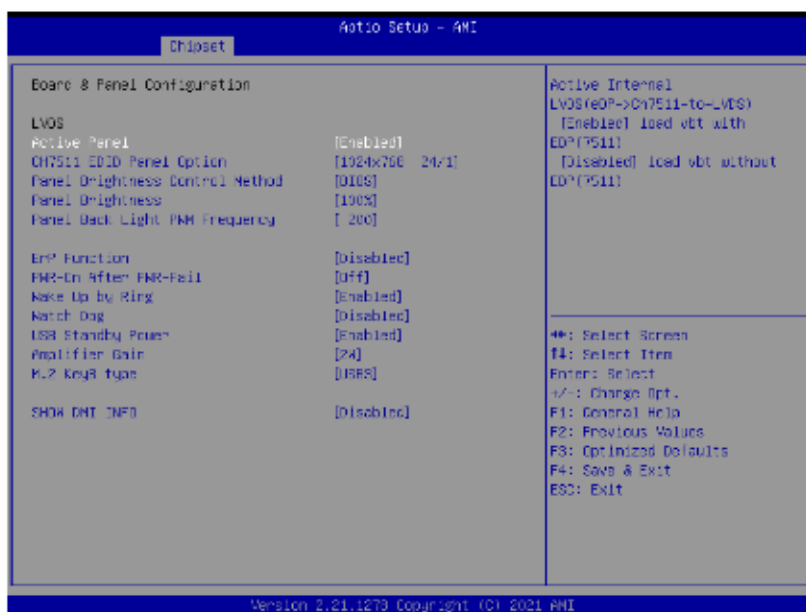 Aptio Setup - AMI
Chipset
Board & Panel Configuration
LVDS
Active Panel [Enabled]
CH7511 EDID Panel Option [1024x768 24/1]
Panel Brightness Control Method [BIOS]
Panel Brightness [100%]
Panel Back Light PWM Frequency [ 200]
ErP Function [Disabled]
PWR-On After PWR-Fail [Off]
Wake Up by Ring [Enabled]
Watch Dog [Disabled]
USB Standby Power [Enabled]
Amplifier Gain [2W]
M.2 KeyB type [USB3]
SHOW DMI INFO [Disabled]
Active Internal
LVDS(eDP->Ch7511-to-LVDS)
[Enabled] load vbt with
EDP(7511)
[Disabled] load vbt without
EDP(7511)
→←: Select Screen
↑↓: Select Item
Enter: Select
+/-: Change Opt.
F1: General Help
F2: Previous Values
F3: Optimized Defaults
F4: Save & Exit
ESC: Exit
Version 2.21.1278 Copyright (C) 2021 AMI